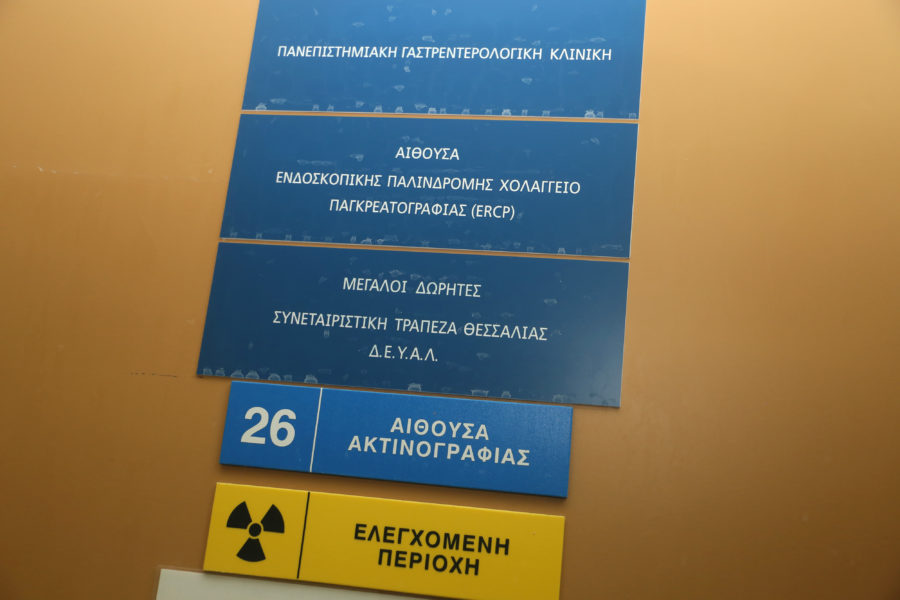 ΠΑΝΕΠΙΣΤΗΜΙΑΚΗ ΓΑΣΤΡΕΝΤΕΡΟΛΟΓΙΚΗ ΚΛΙΝΙΚΗ
ΑΙΘΟΥΣΑ
ΕΝΔΟΣΚΟΠΙΚΗΣ ΠΑΛΙΝΔΡΟΜΗΣ ΧΟΛΑΓΓΕΙΟ
ΠΑΓΚΡΕΑΤΟΓΡΑΦΙΑΣ (ERCP)
ΜΕΓΑΛΟΙ ΔΩΡΗΤΕΣ
ΣΥΝΕΤΑΙΡΙΣΤΙΚΗ ΤΡΑΠΕΖΑ ΘΕΣΣΑΛΙΑΣ
Δ.Ε.Υ.Α.Λ.
26
ΑΙΘΟΥΣΑ
ΑΚΤΙΝΟΓΡΑΦΙΑΣ
ΕΛΕΓΧΟΜΕΝΗ
ΠΕΡΙΟΧΗ